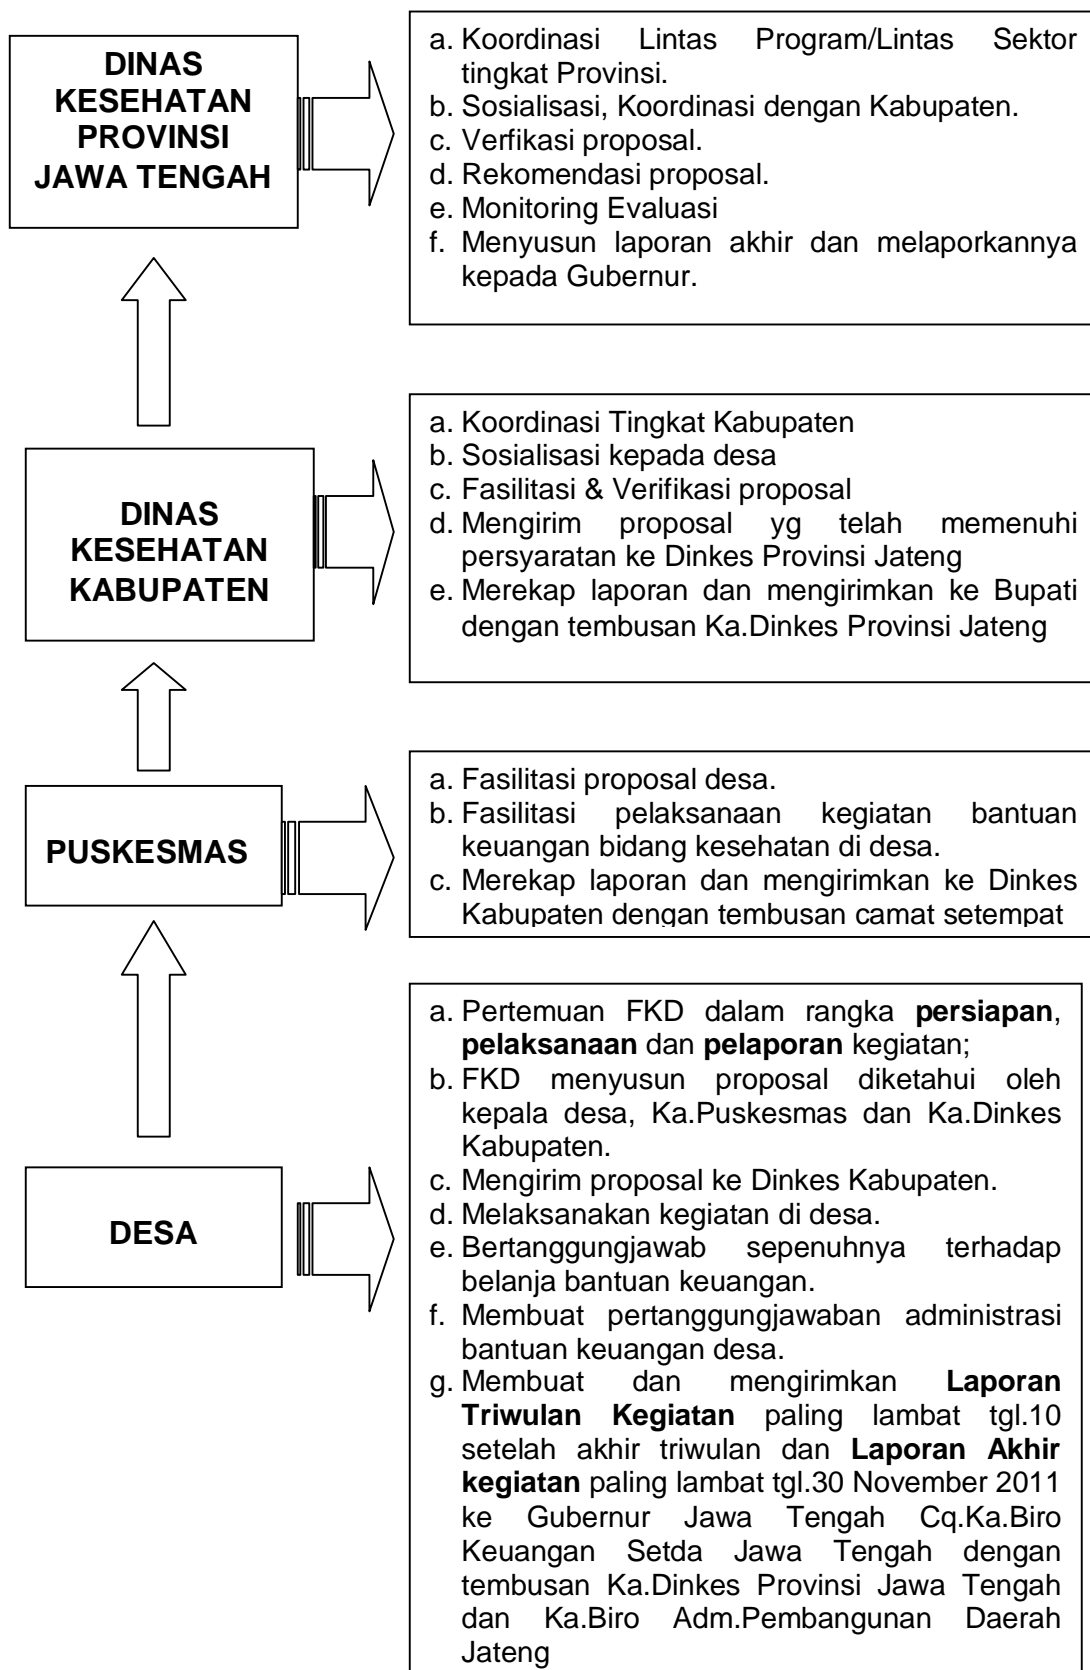 DINAS
KESEHATAN
PROVINSI
JAWA TENGAH
a. Koordinasi Lintas Program/Lintas Sektor
tingkat Provinsi.
b. Sosialisasi, Koordinasi dengan Kabupaten.
c. Verfikasi proposal.
d. Rekomendasi proposal.
e. Monitoring Evaluasi
f. Menyusun laporan akhir dan melaporkannya
kepada Gubernur.
DINAS
KESEHATAN
KABUPATEN
a. Koordinasi Tingkat Kabupaten
b. Sosialisasi kepada desa
c. Fasilitasi & Verifikasi proposal
d. Mengirim proposal yg telah memenuhi
persyaratan ke Dinkes Provinsi Jateng
e. Merekap laporan dan mengirimkan ke Bupati
dengan tembusan Ka.Dinkes Provinsi Jateng
PUSKESMAS
a. Fasilitasi proposal desa.
b. Fasilitasi pelaksanaan kegiatan bantuan
keuangan bidang kesehatan di desa.
c. Merekap laporan dan mengirimkan ke Dinkes
Kabupaten dengan tembusan camat setempat
DESA
a. Pertemuan FKD dalam rangka persiapan,
pelaksanaan dan pelaporan kegiatan;
b. FKD menyusun proposal diketahui oleh
kepala desa, Ka.Puskesmas dan Ka.Dinkes
Kabupaten.
c. Mengirim proposal ke Dinkes Kabupaten.
d. Melaksanakan kegiatan di desa.
e. Bertanggungjawab sepenuhnya terhadap
belanja bantuan keuangan.
f. Membuat pertanggungjawaban administrasi
bantuan keuangan desa.
g. Membuat dan mengirimkan Laporan
Triwulan Kegiatan paling lambat tgl.10
setelah akhir triwulan dan Laporan Akhir
kegiatan paling lambat tgl.30 November 2011
ke Gubernur Jawa Tengah Cq.Ka.Biro
Keuangan Setda Jawa Tengah dengan
tembusan Ka.Dinkes Provinsi Jawa Tengah
dan Ka.Biro Adm.Pembangunan Daerah
Jateng